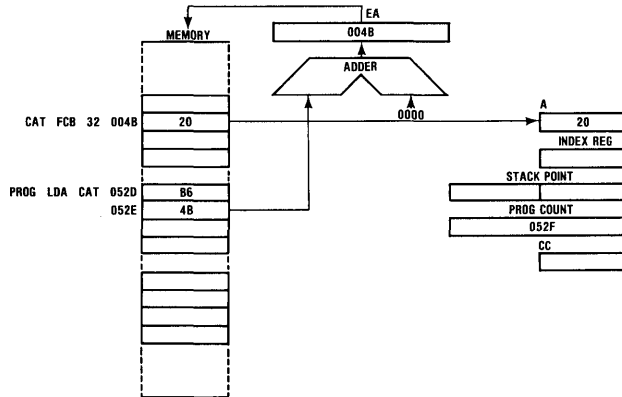 EA
004B
MEMORY
ADDER
0000
A
CAT FCB 32 004B 20
20
INDEX REG
STACK POINT
PROG LDA CAT 052D B6
PROG COUNT
052E 4B
052F
CC